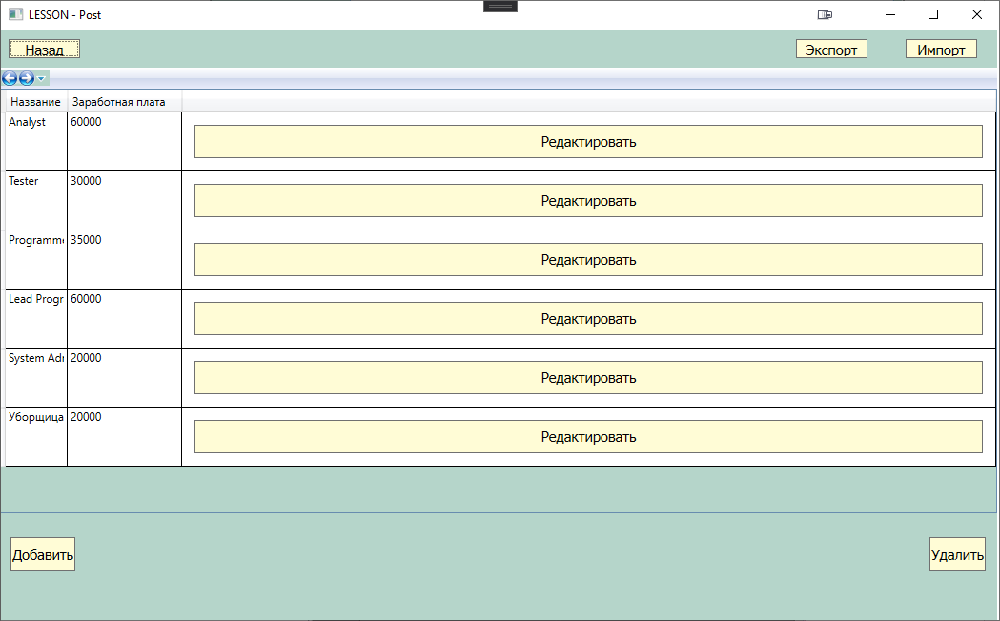 LESSON - Post
Назад Экспорт Импорт
Название Заработная плата
Analyst 60000 Редактировать
Tester 30000 Редактировать
Programm 35000 Редактировать
Lead Progr 60000 Редактировать
System Ad 20000 Редактировать
Уборщица 20000 Редактировать
Добавить Удалить